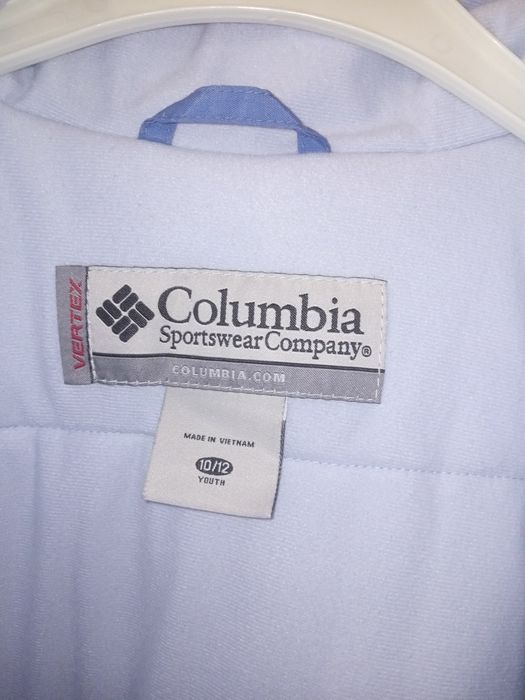 VERTEX
Columbia
Sportswear Company®
COLUMBIA.COM
MADE IN VIETNAM
10/12
YOUTH